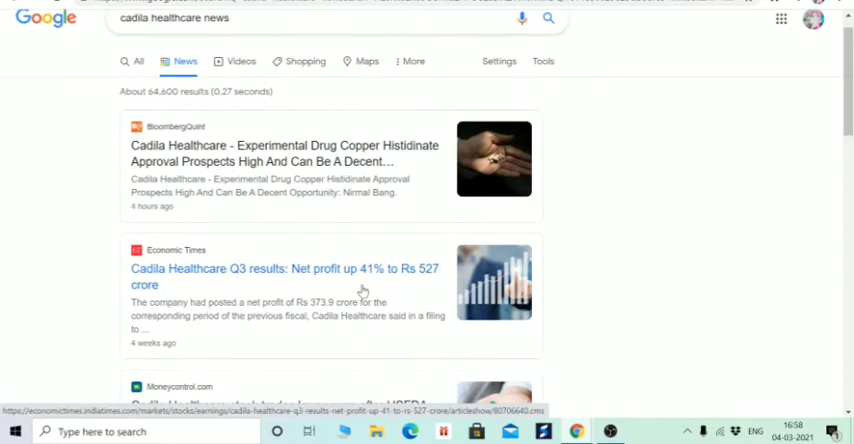 Google
cadila healthcare news
All News Videos Shopping Maps More Settings Tools
About 64,600 results (0.27 seconds)
BloombergQuint
Cadila Healthcare - Experimental Drug Copper Histidinate
Approval Prospects High And Can Be A Decent…
Cadila Healthcare - Experimental Drug Copper Histidinate Approval
Prospects High And Can Be A Decent Opportunity: Nirmal Bang.
4 hours ago
Economic Times
Cadila Healthcare Q3 results: Net profit up 41% to Rs 527
crore
The company had posted a net profit of Rs 373.9 crore for the
corresponding period of the previous fiscal, Cadila Healthcare said in a filing
to ...
4 weeks ago
Moneycontrol.com
https://economictimes.indiatimes.com/markets/stocks/earnings/cadila-healthcare-q3-results-net-profit-up-41-to-rs-527-crore/articleshow/80706640.cms
Type here to search
ENG
16:58
04-03-2021